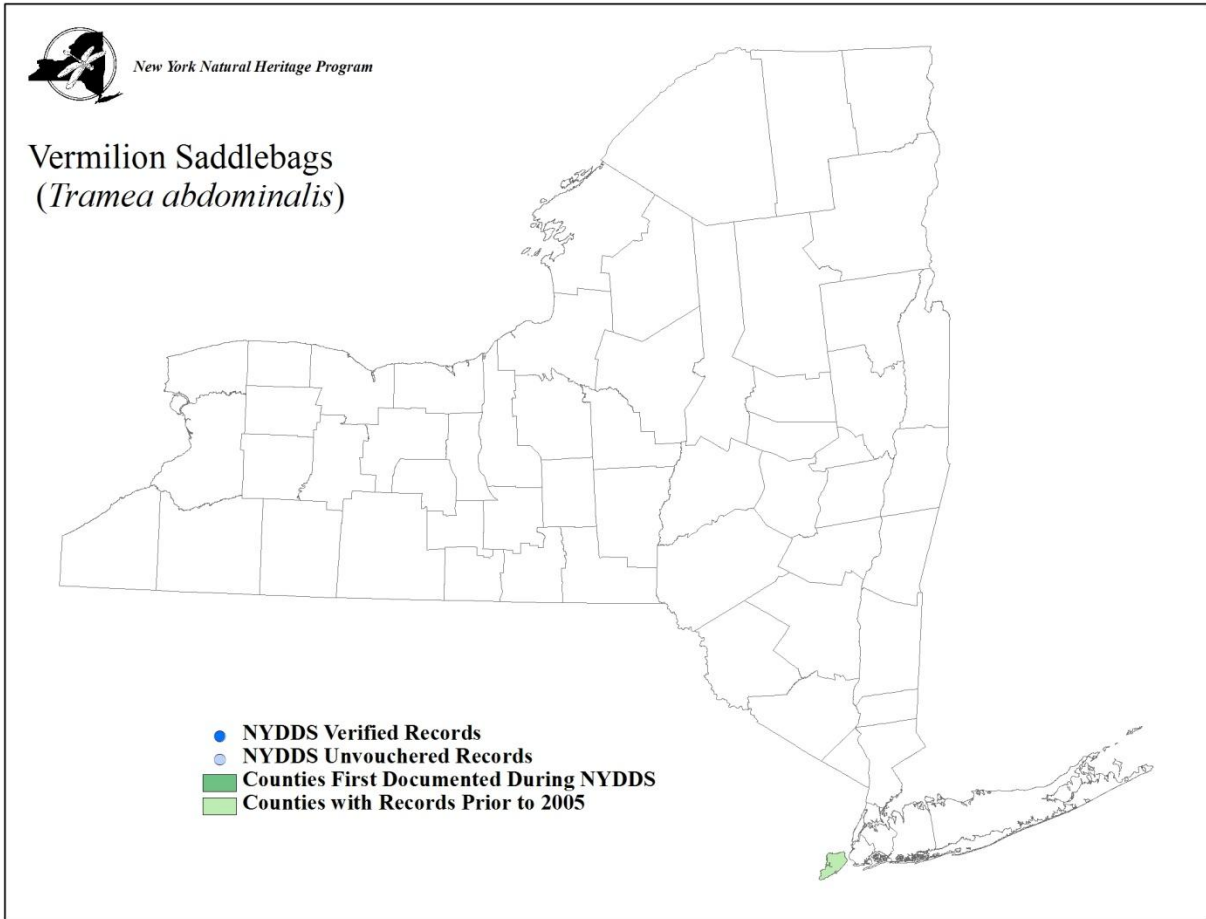 New York Natural Heritage Program
Vermilion Saddlebags
(Tramea abdominalis)
NYDDS Verified Records
NYDDS Unvouchered Records
Counties First Documented During NYDDS
Counties with Records Prior to 2005